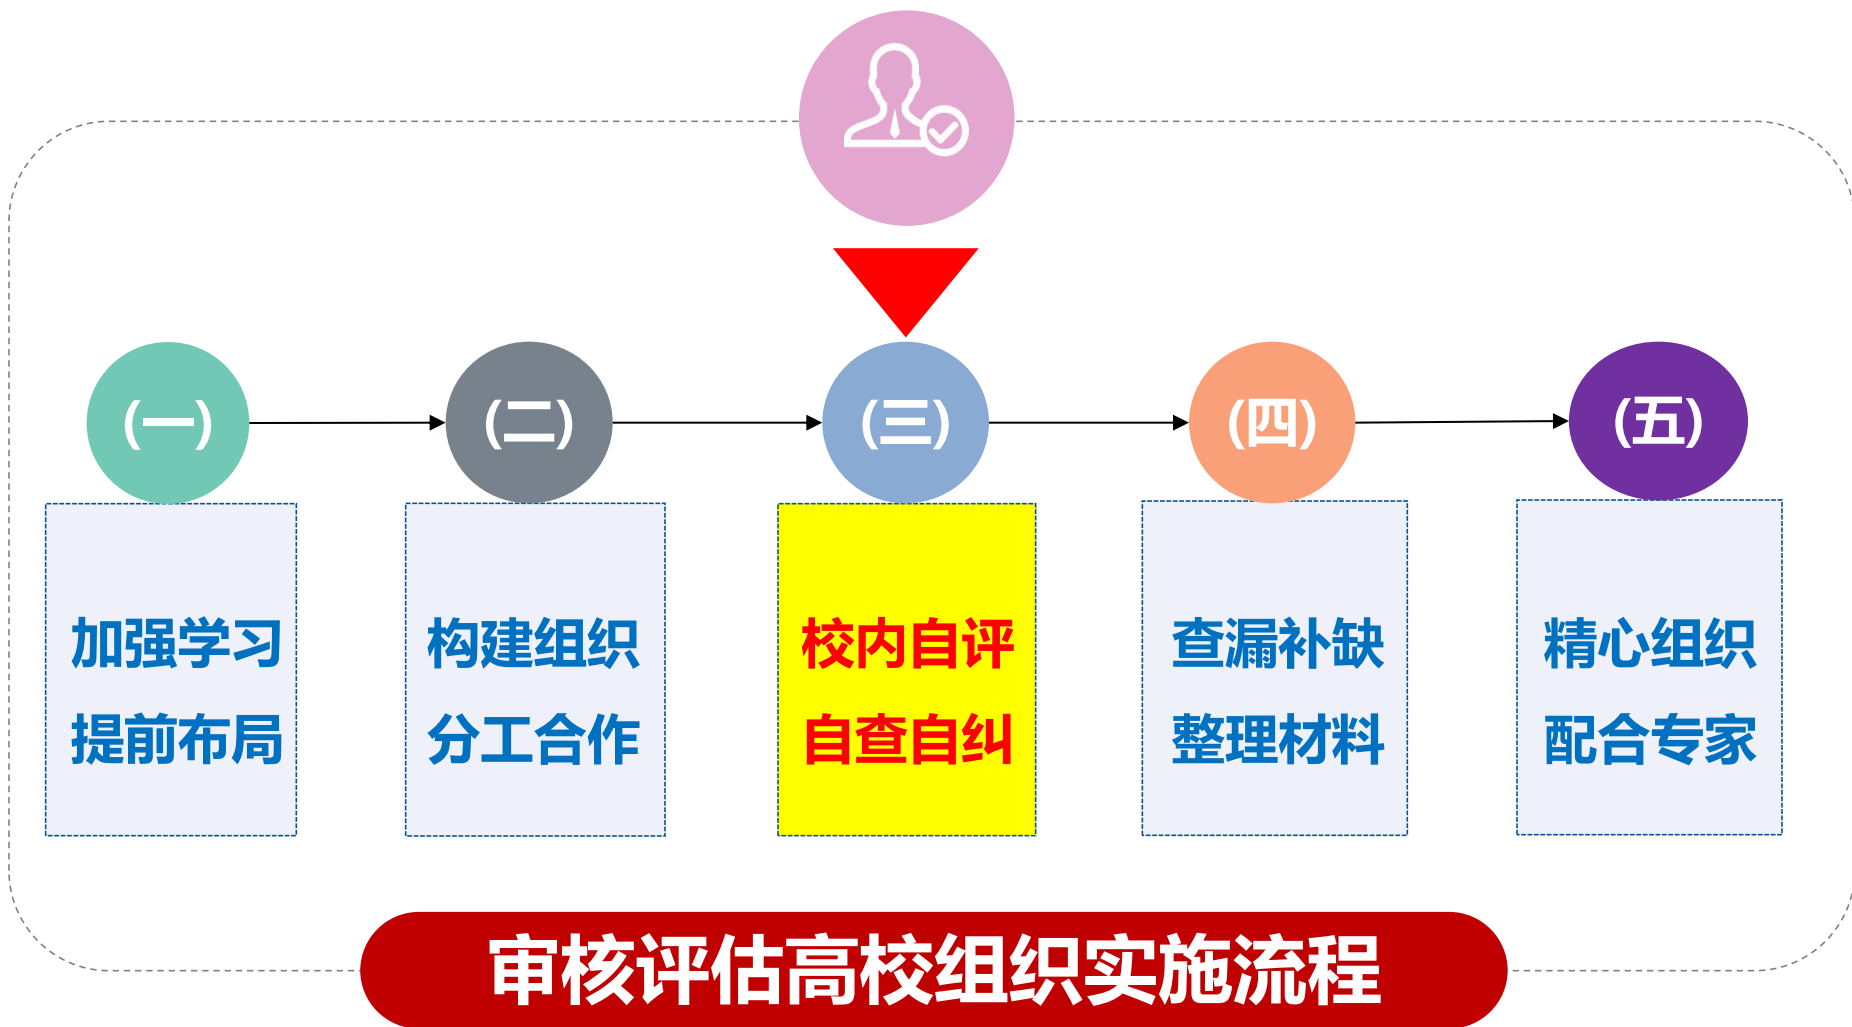 (一)
(二)
(三)
(四)
(五)
加强学习
提前布局
构建组织
分工合作
校内自评
自查自纠
查漏补缺
整理材料
精心组织
配合专家
审核评估高校组织实施流程